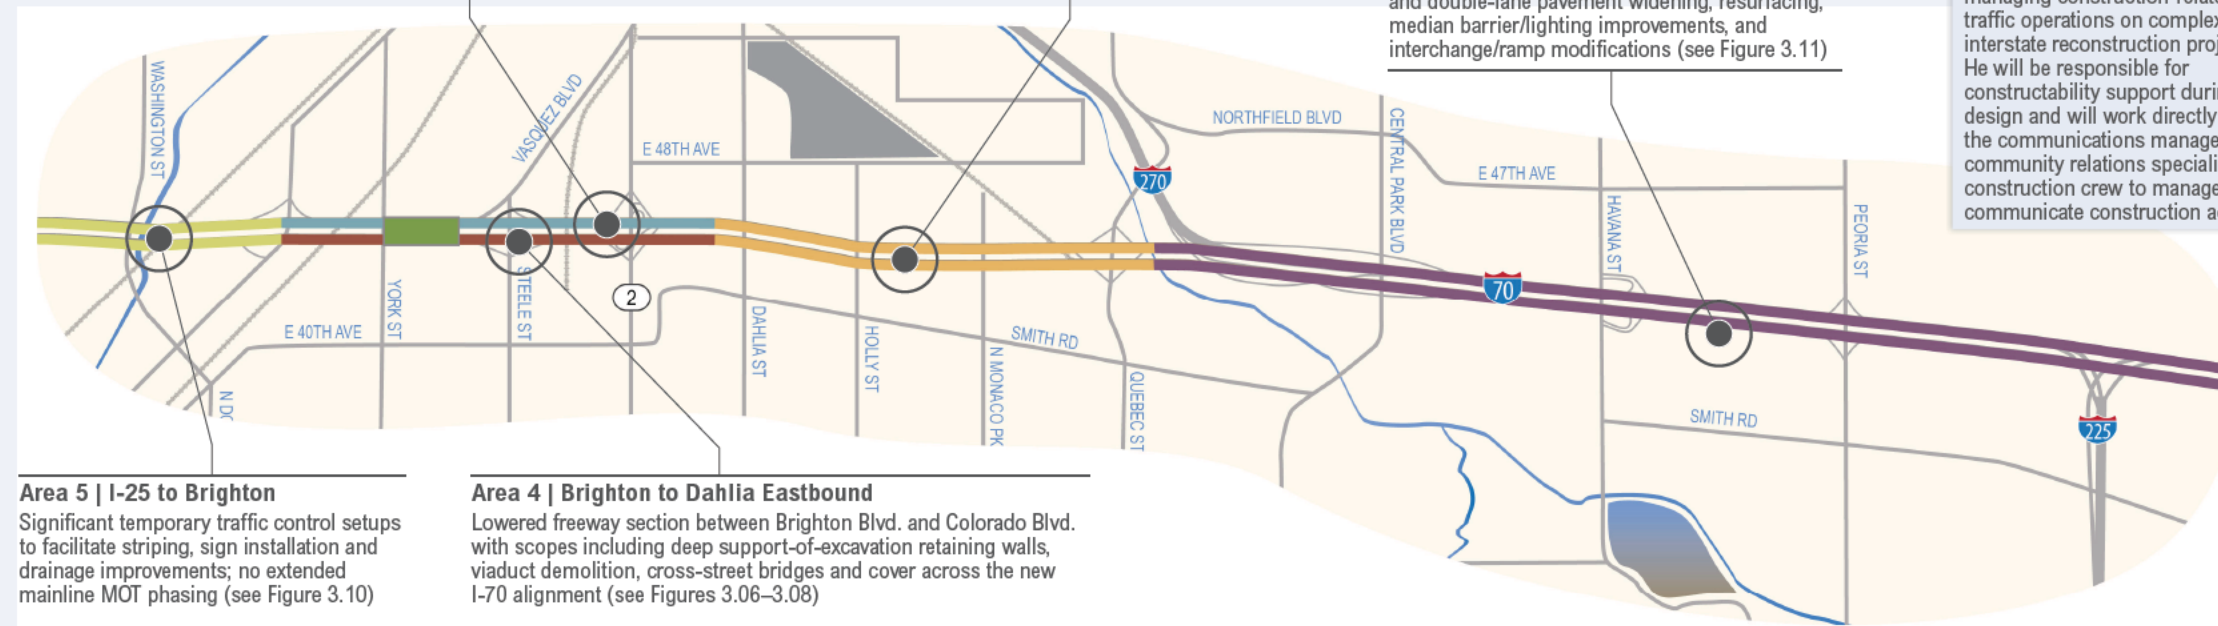 and double-lane pavement widening, resurfacing,
median barrier/lighting improvements, and
interchange/ramp modifications (see Figure 3.11)
managing construction
traffic operations on
interstate reconstruction
He will be responsible for
constructability support
design and will work directly
the communications
community relations
construction crew to manage
communicate construction
WASHINGTON ST
VASQUEZ BLVD
E 48TH AVE
NORTHFIELD BLVD
CENTRAL PARK BLVD
E 47TH AVE
270
HAVANA ST
PEORIA ST
70
YORK ST
STEELE ST
2
E 40TH AVE
DAHLIA ST
HOLLY ST
SMITH RD
N MONACO PK
QUEBEC ST
N
SMITH RD
225
Area 5 | I-25 to Brighton
Significant temporary traffic control setups
to facilitate striping, sign installation and
drainage improvements; no extended
mainline MOT phasing (see Figure 3.10)
Area 4 | Brighton to Dahlia Eastbound
Lowered freeway section between Brighton Blvd. and Colorado Blvd.
with scopes including deep support-of-excavation retaining walls,
viaduct demolition, cross-street bridges and cover across the new
I-70 alignment (see Figures 3.06–3.08)